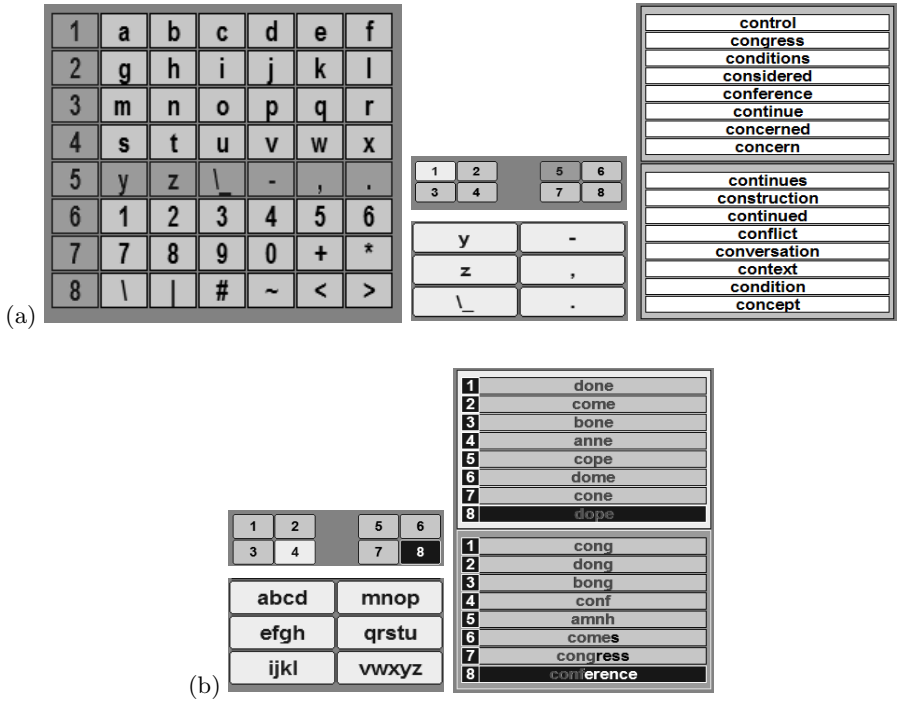 1 a b c d e f
2 g h i j k l
3 m n o p q r
4 s t u v w x
5 y z \_ - , .
6 1 2 3 4 5 6
7 7 8 9 0 + *
8 \ | # ~ < >
1 2 5 6
3 4 7 8
y -
z ,
\_ .
control
congress
conditions
considered
conference
continue
concerned
concern
continues
construction
continued
conflict
conversation
context
condition
concept
(a)
1 2 5 6
3 4 7 8
abcd mnop
efgh qrstu
ijkl vwxyz
1 done
2 come
3 bone
4 anne
5 cope
6 dome
7 cone
8 dope
1 cong
2 dong
3 bong
4 conf
5 amnh
6 comes
7 congress
8 conference
(b)